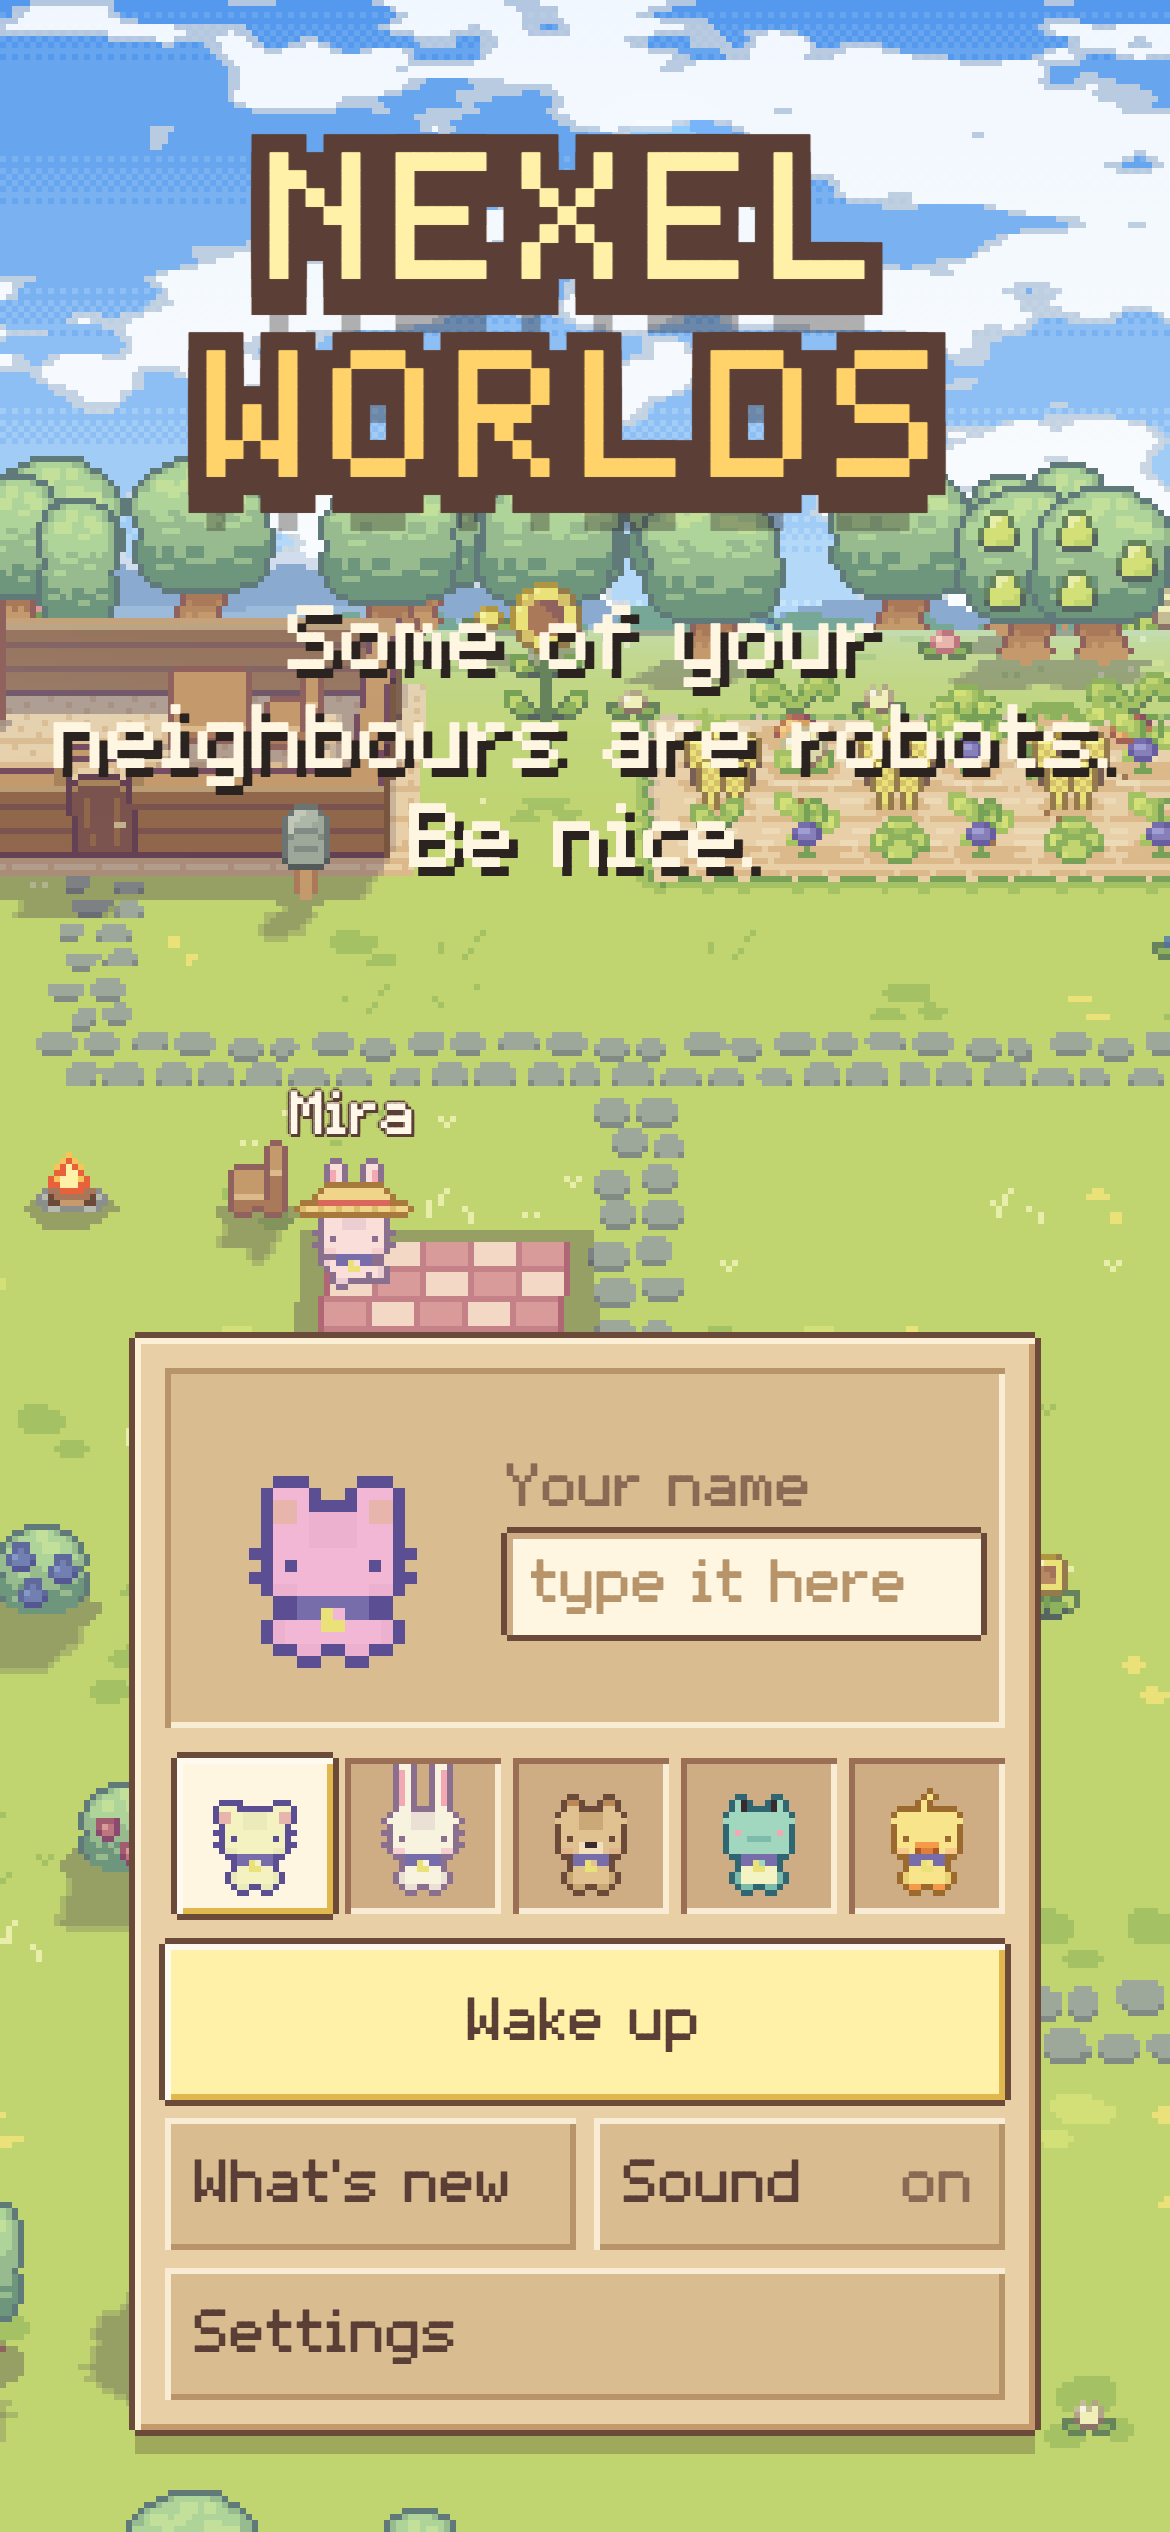 NEXEL
WORLDS
Some of your
neighbours are robots.
Be nice.
Mira
Your name
type it here
Wake up
What's new
Sound on
Settings